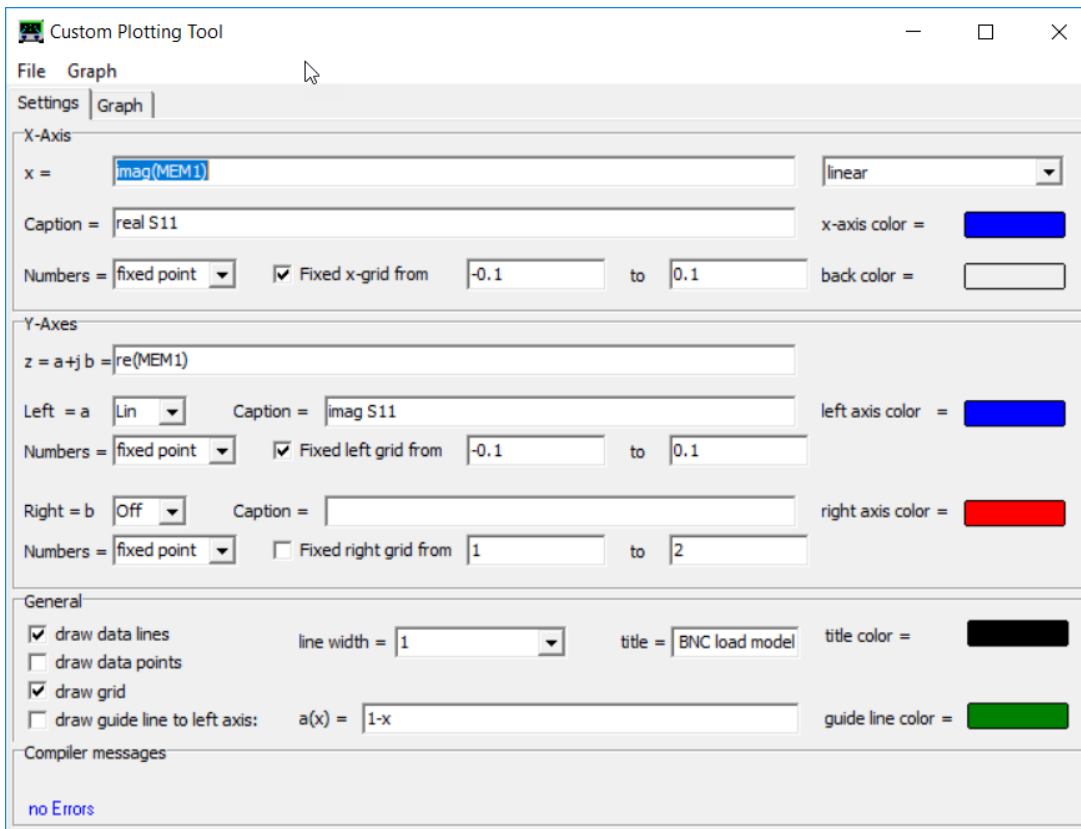 Custom Plotting Tool
File Graph
Settings Graph
X-Axis
x = imag(MEM1) linear
Caption = real S11 x-axis color =
Numbers = fixed point Fixed x-grid from -0.1 to 0.1 back color =
Y-Axes
z = a+j b = re(MEM1)
Left = a Lin Caption = imag S11 left axis color =
Numbers = fixed point Fixed left grid from -0.1 to 0.1
Right = b Off Caption = right axis color =
Numbers = fixed point Fixed right grid from 1 to 2
General
draw data lines line width = 1 title = BNC load model title color =
draw data points
draw grid
draw guide line to left axis: a(x) = 1-x guide line color =
Compiler messages
no Errors